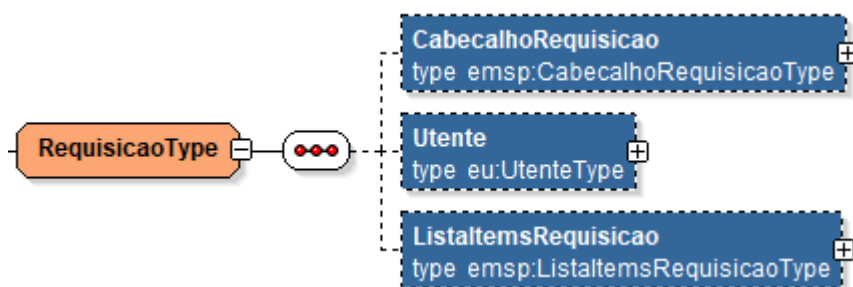 CabecalhoRequisicao
type emsp:CabecalhoRequisicaoType
RequisicaoType
Utente
type eu:UtenteType
ListaItemsRequisicao
type emsp:ListaItemsRequisicaoType